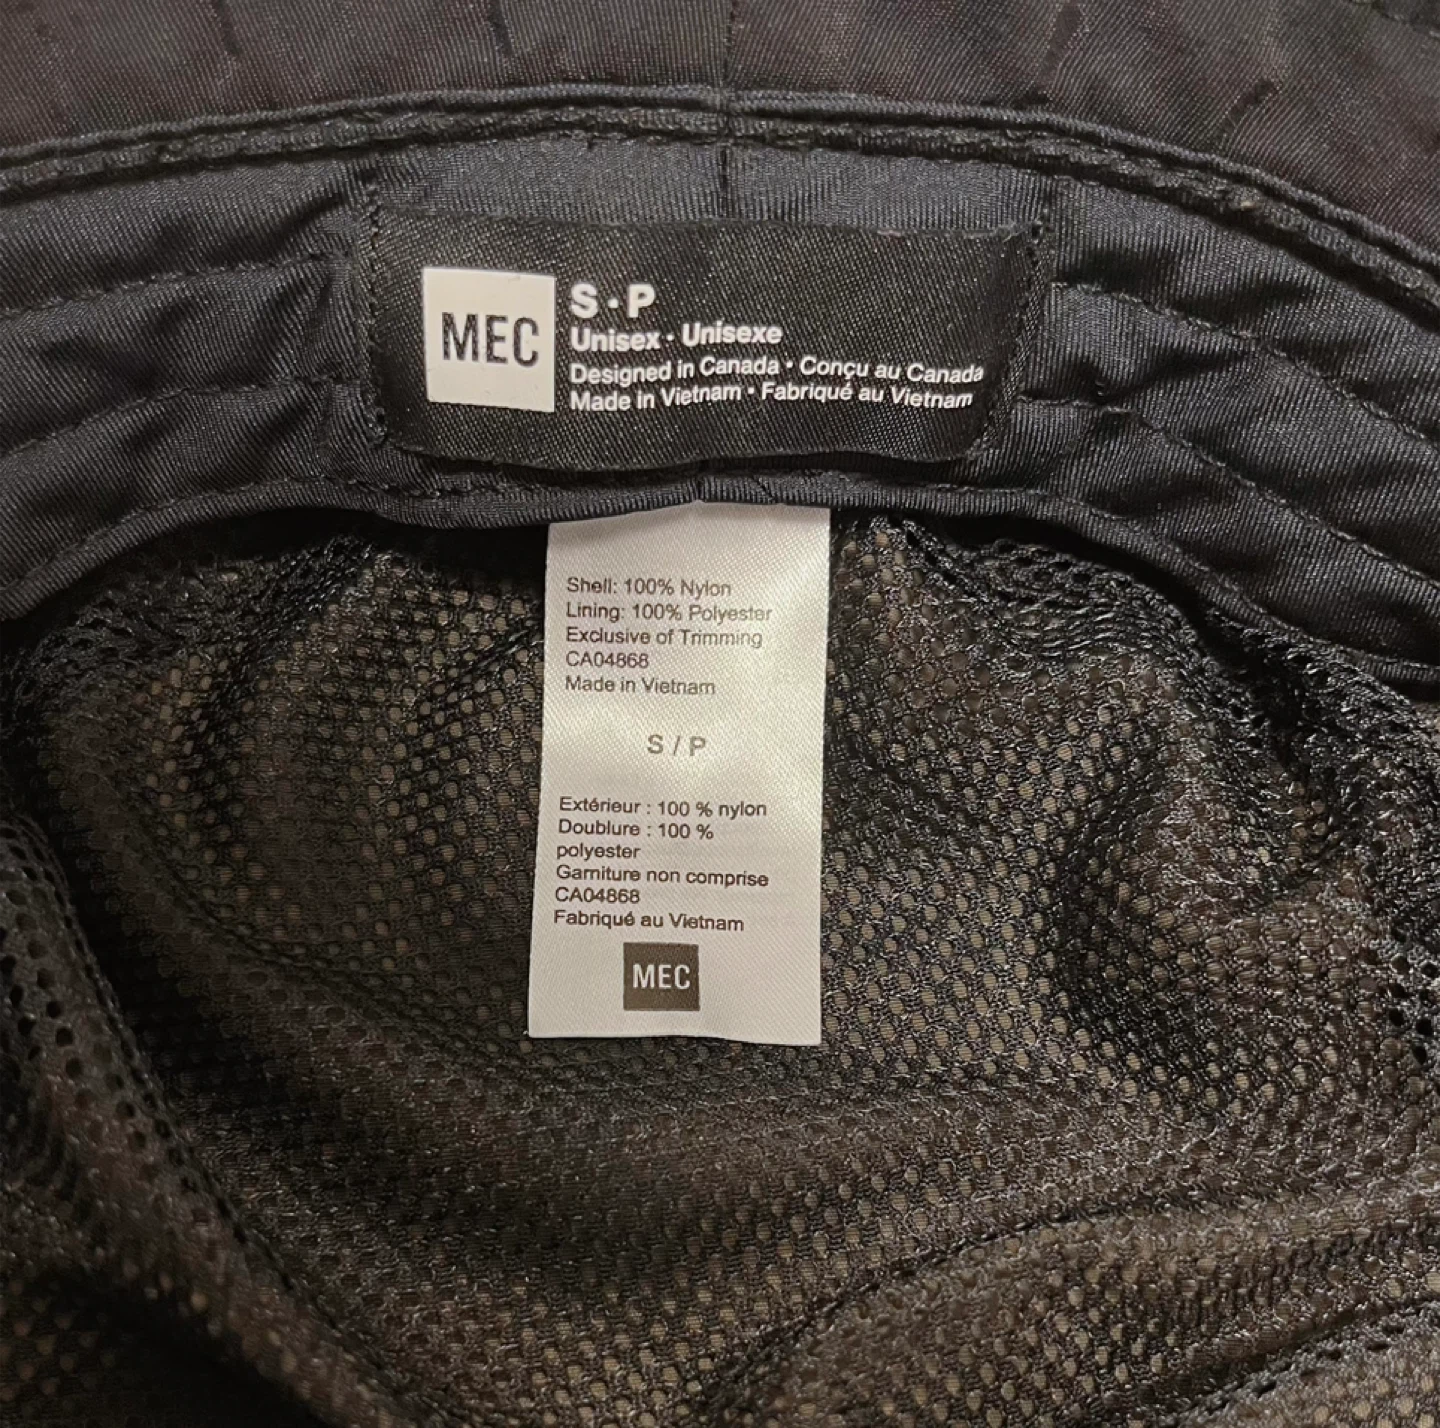 MEC
S · P
Unisex · Unisexe
Designed in Canada · Conçu au Canada
Made in Vietnam · Fabriqué au Vietnam
Shell: 100% Nylon
Lining: 100% Polyester
Exclusive of Trimming
CA04868
Made in Vietnam
S / P
Extérieur : 100 % nylon
Doublure : 100 %
polyester
Garniture non comprise
CA04868
Fabriqué au Vietnam
MEC